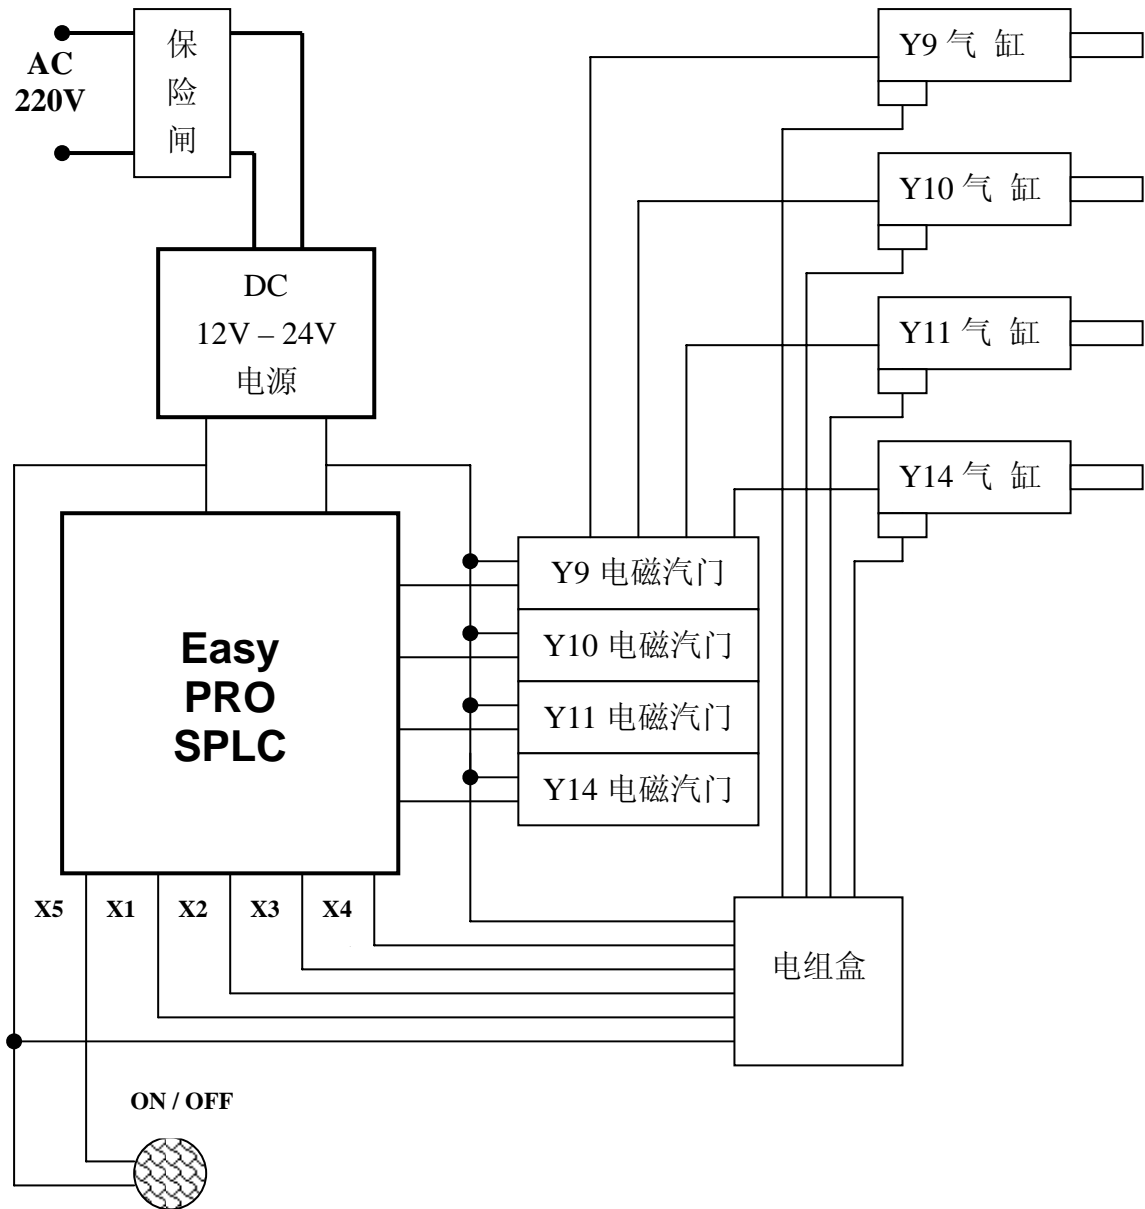 AC
220V
保
险
闸
DC
12V – 24V
电源
Easy
PRO
SPLC
Y9 气 缸
Y10 气 缸
Y11 气 缸
Y14 气 缸
Y9 电磁汽门
Y10 电磁汽门
Y11 电磁汽门
Y14 电磁汽门
X5 X1 X2 X3 X4
电组盒
ON / OFF